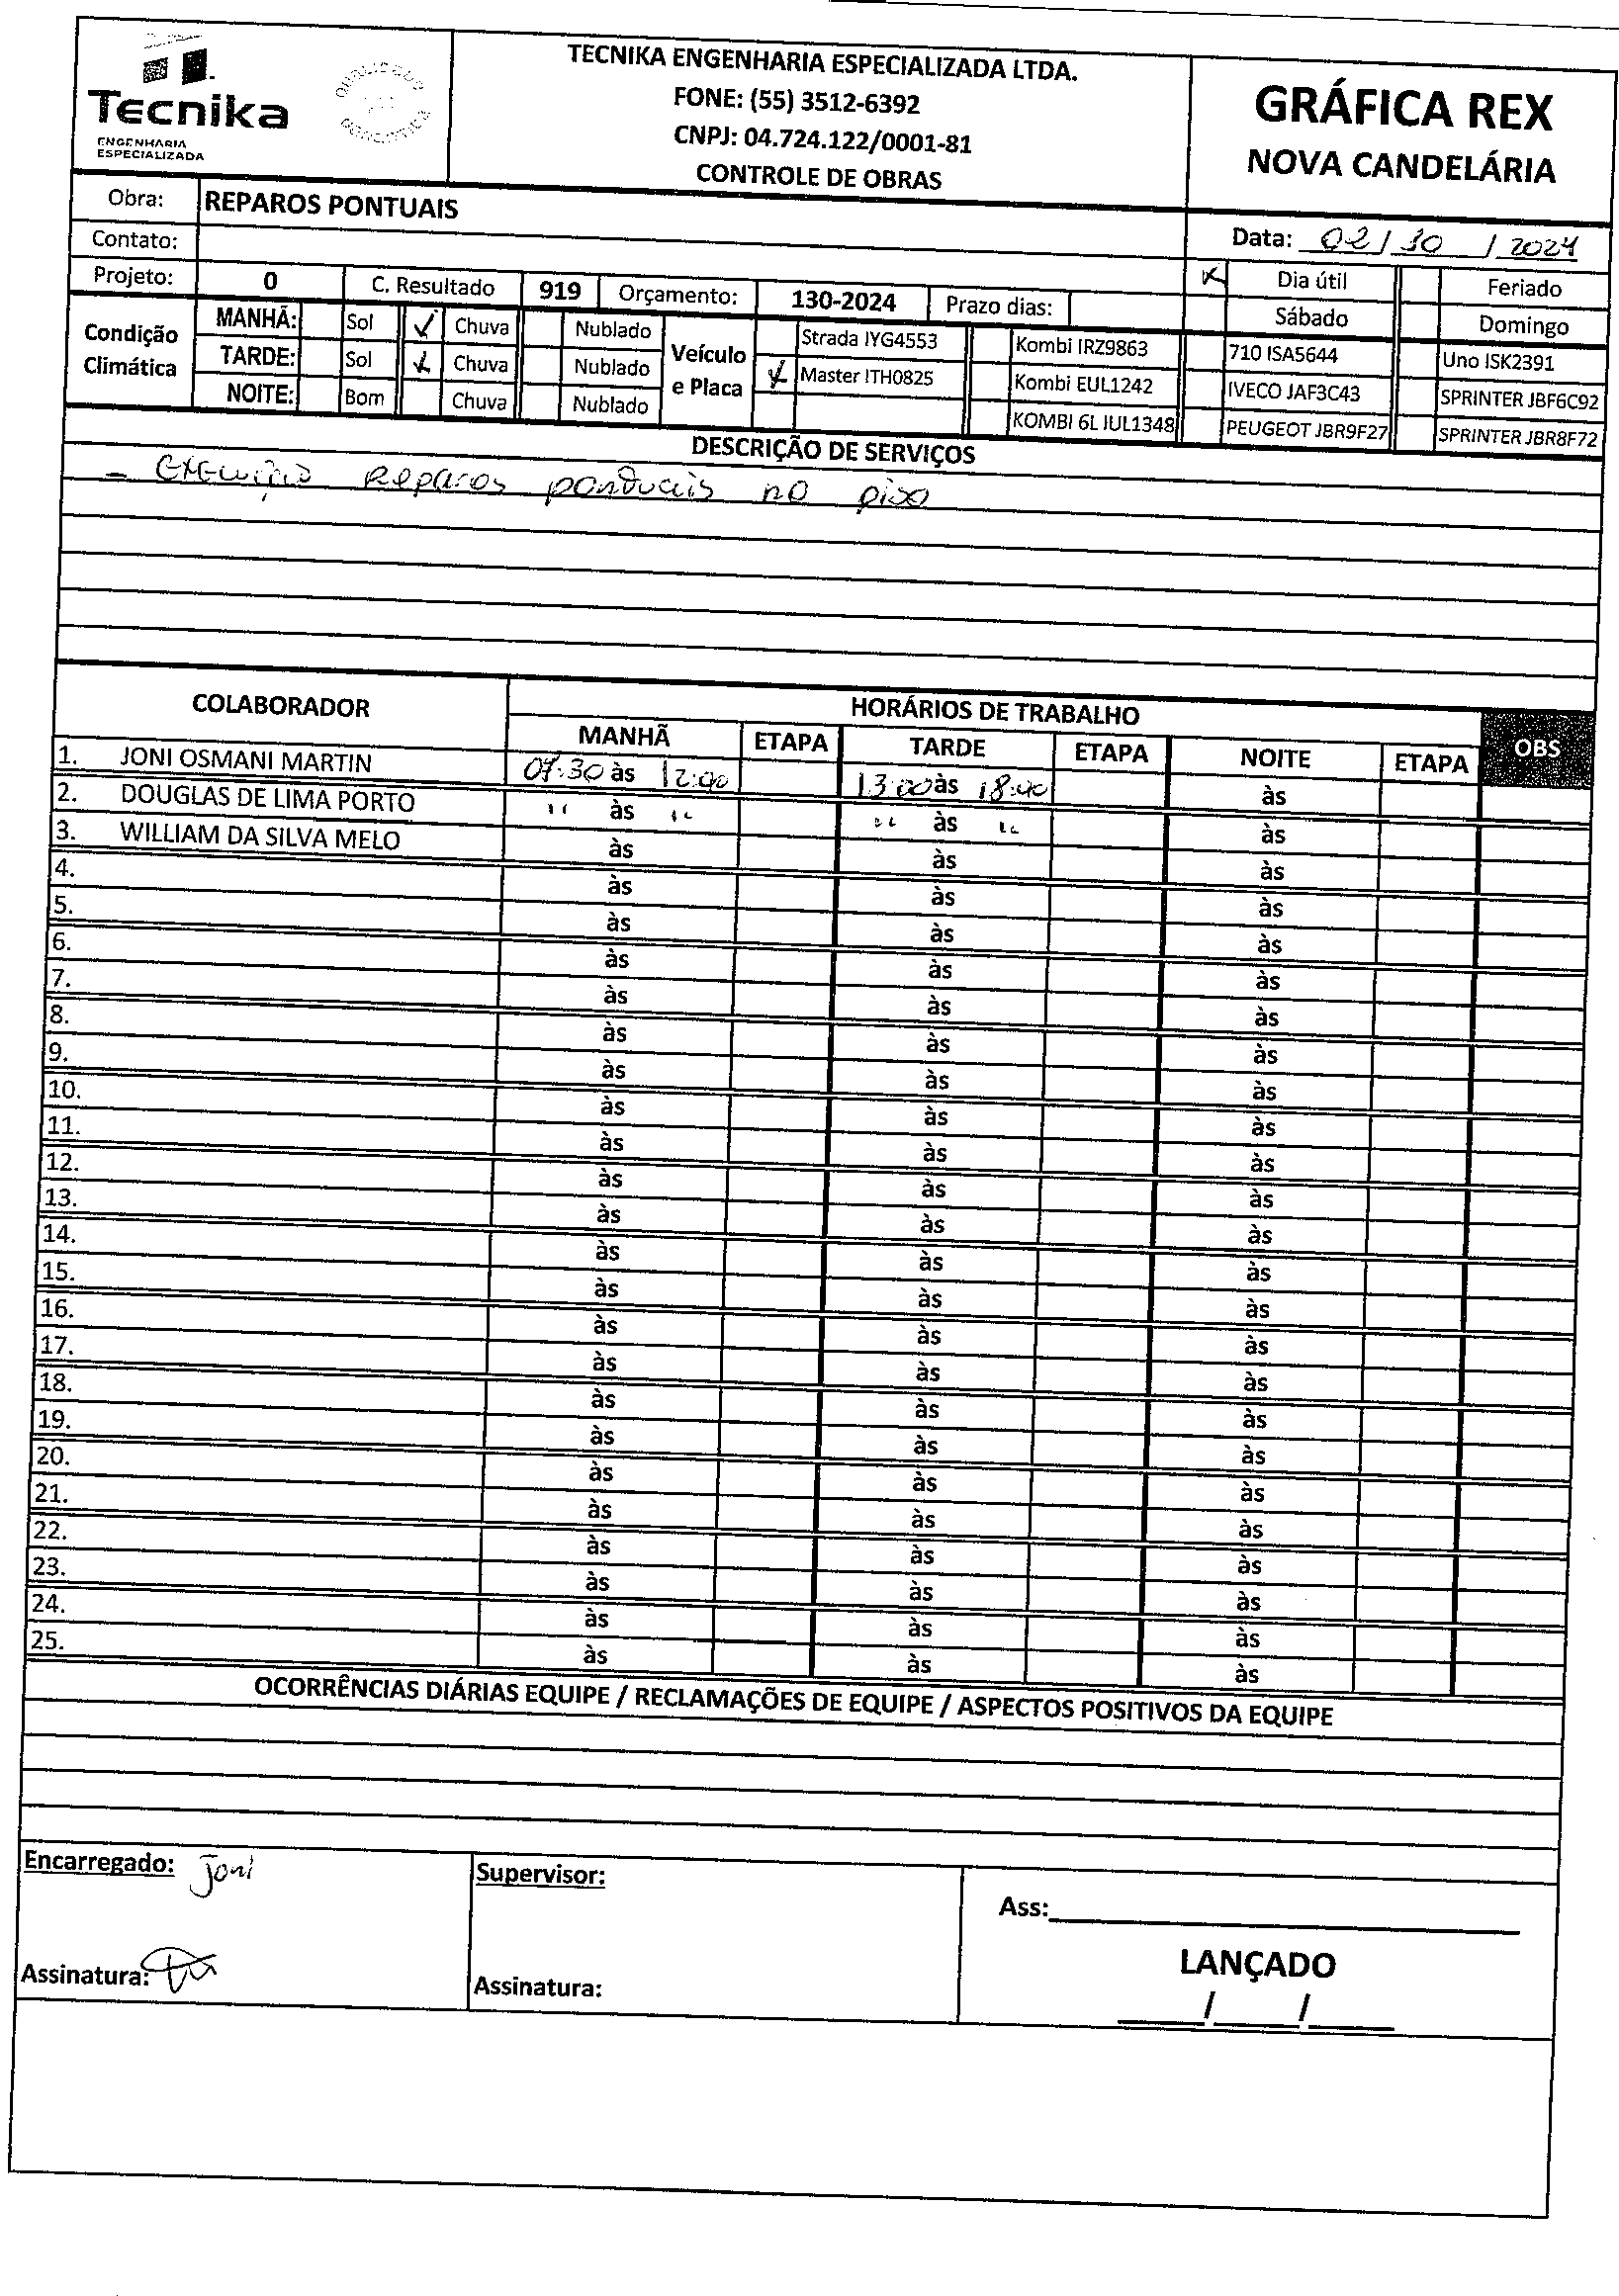 Tecnika
ENGENHARIA
ESPECIALIZADA
TECNIKA ENGENHARIA ESPECIALIZADA LTDA.
FONE: (55) 3512-6392
CNPJ: 04.724.122/0001-81
CONTROLE DE OBRAS
GRÁFICA REX
NOVA CANDELÁRIA
Obra: REPAROS PONTUAIS
Contato:
Data: 02/10/2024
Projeto: 0 C. Resultado 919 Orçamento: 130-2024 Prazo dias:
Dia útil Feriado
Sábado Domingo
Condição Climática
MANHÃ: Sol ✓ Chuva Nublado
TARDE: Sol ✓ Chuva Nublado
NOITE: Bom Chuva Nublado
Veículo e Placa
Strada IYG4553 Kombi IRZ9863 710 ISA5644 Uno ISK2391
✓ Master ITH0825 Kombi EUL1242 IVECO JAF3C43 SPRINTER JBF6C92
KOMBI 6L IUL1348 PEUGEOT JBR9F27 SPRINTER JBR8F72
DESCRIÇÃO DE SERVIÇOS
- Execução Reparos pontuais no piso
COLABORADOR HORÁRIOS DE TRABALHO OBS
MANHÃ ETAPA TARDE ETAPA NOITE ETAPA
1. JONI OSMANI MARTIN 07:30 às 12:00 13:00 às 18:00 às
2. DOUGLAS DE LIMA PORTO " às " " às " às
3. WILLIAM DA SILVA MELO às às às
4. às às às
5. às às às
6. às às às
7. às às às
8. às às às
9. às às às
10. às às às
11. às às às
12. às às às
13. às às às
14. às às às
15. às às às
16. às às às
17. às às às
18. às às às
19. às às às
20. às às às
21. às às às
22. às às às
23. às às às
24. às às às
25. às às às
OCORRÊNCIAS DIÁRIAS EQUIPE / RECLAMAÇÕES DE EQUIPE / ASPECTOS POSITIVOS DA EQUIPE
Encarregado: Joni
Supervisor:
Ass:
Assinatura:
Assinatura:
LANÇADO
/ /